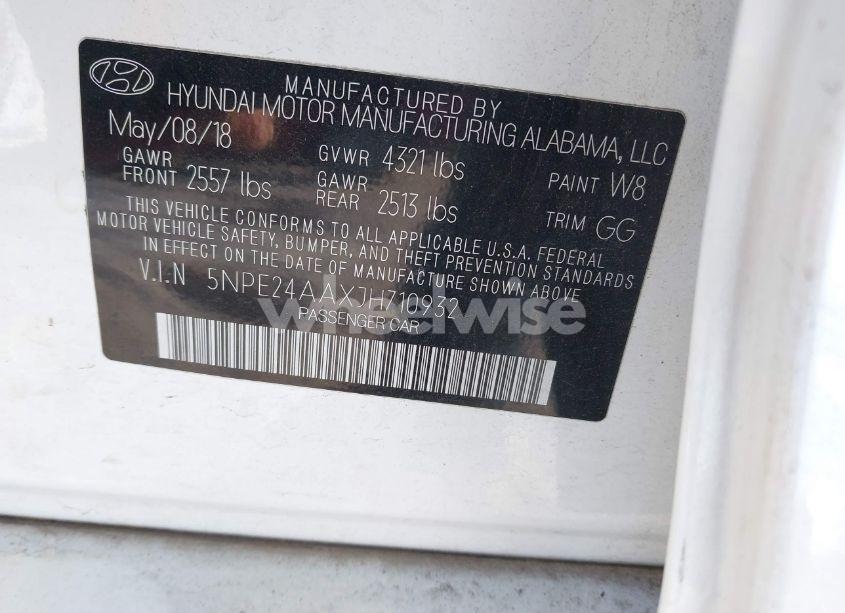 MANUFACTURED BY
HYUNDAI MOTOR MANUFACTURING ALABAMA, LLC
May/08/18 GVWR 4321 lbs
GAWR FRONT 2557 lbs GAWR REAR 2513 lbs PAINT W8
TRIM GG
THIS VEHICLE CONFORMS TO ALL APPLICABLE U.S.A. FEDERAL
MOTOR VEHICLE SAFETY, BUMPER, AND THEFT PREVENTION STANDARDS
IN EFFECT ON THE DATE OF MANUFACTURE SHOWN ABOVE
V.I.N 5NPE24AAXJH710932
PASSENGER CAR
wheelwise